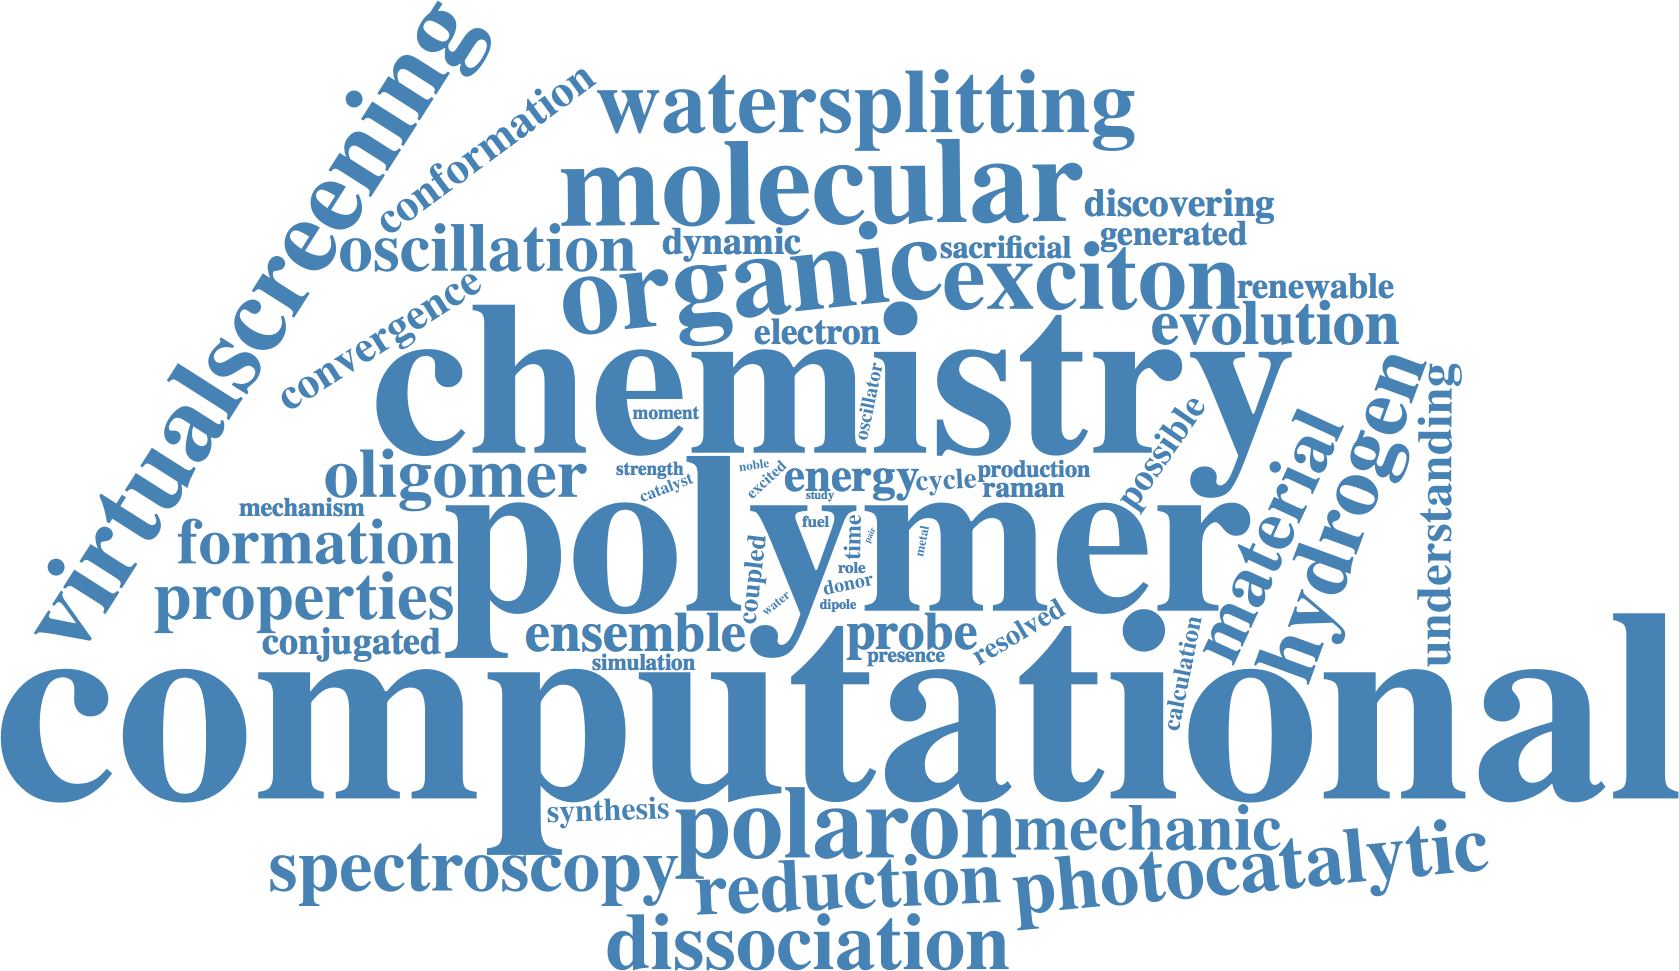 virtualscreening
conformation
watersplitting
molecular
discovering
generated
oscillation
dynamic
organic
sacrificial
exciton
renewable
evolution
convergence
electron
chemistry
moment
oscillator
possible
material
hydrogen
understanding
oligomer
strength
catalyst
noble
excited
energy
study
cycle
production
raman
mechanism
formation
polymer
fuel
time
pair
metal
properties
coupled
role
donor
water
dipole
conjugated
ensemble
probe
resolved
simulation
presence
calculation
computational
synthesis
polaron
mechanic
spectroscopy
reduction
photocatalytic
dissociation